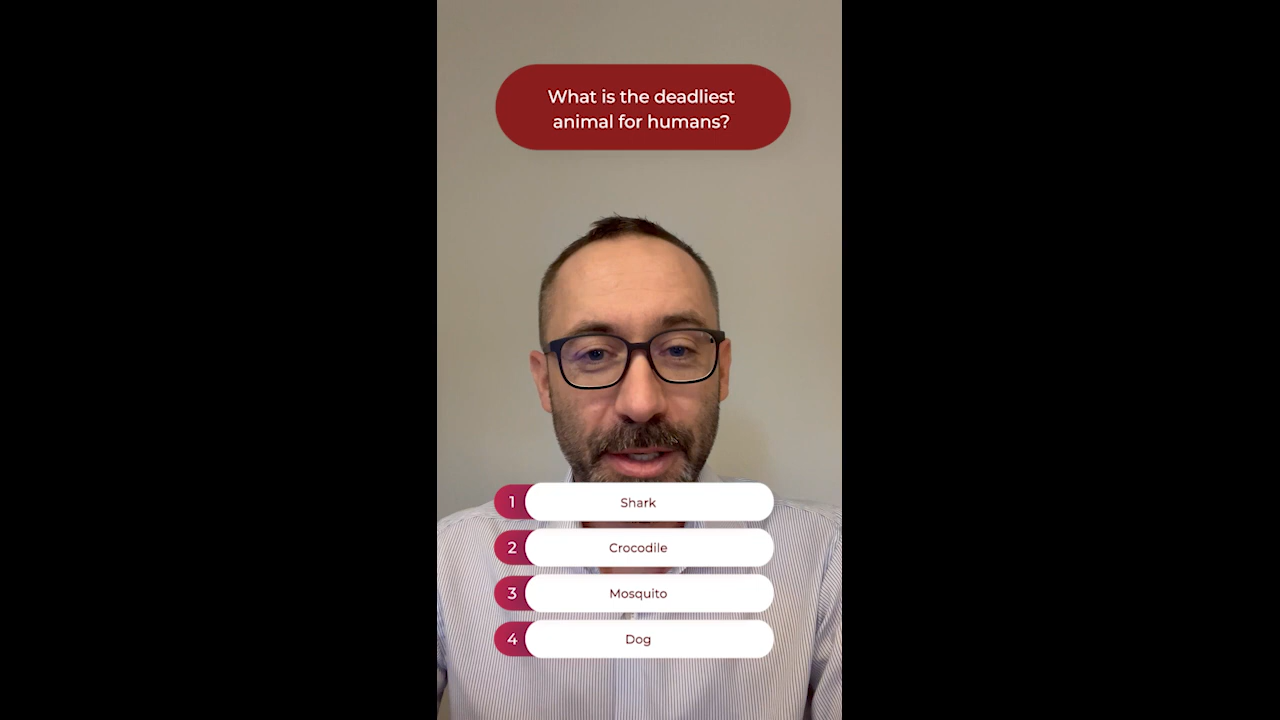 What is the deadliest
animal for humans?
1 Shark
2 Crocodile
3 Mosquito
4 Dog